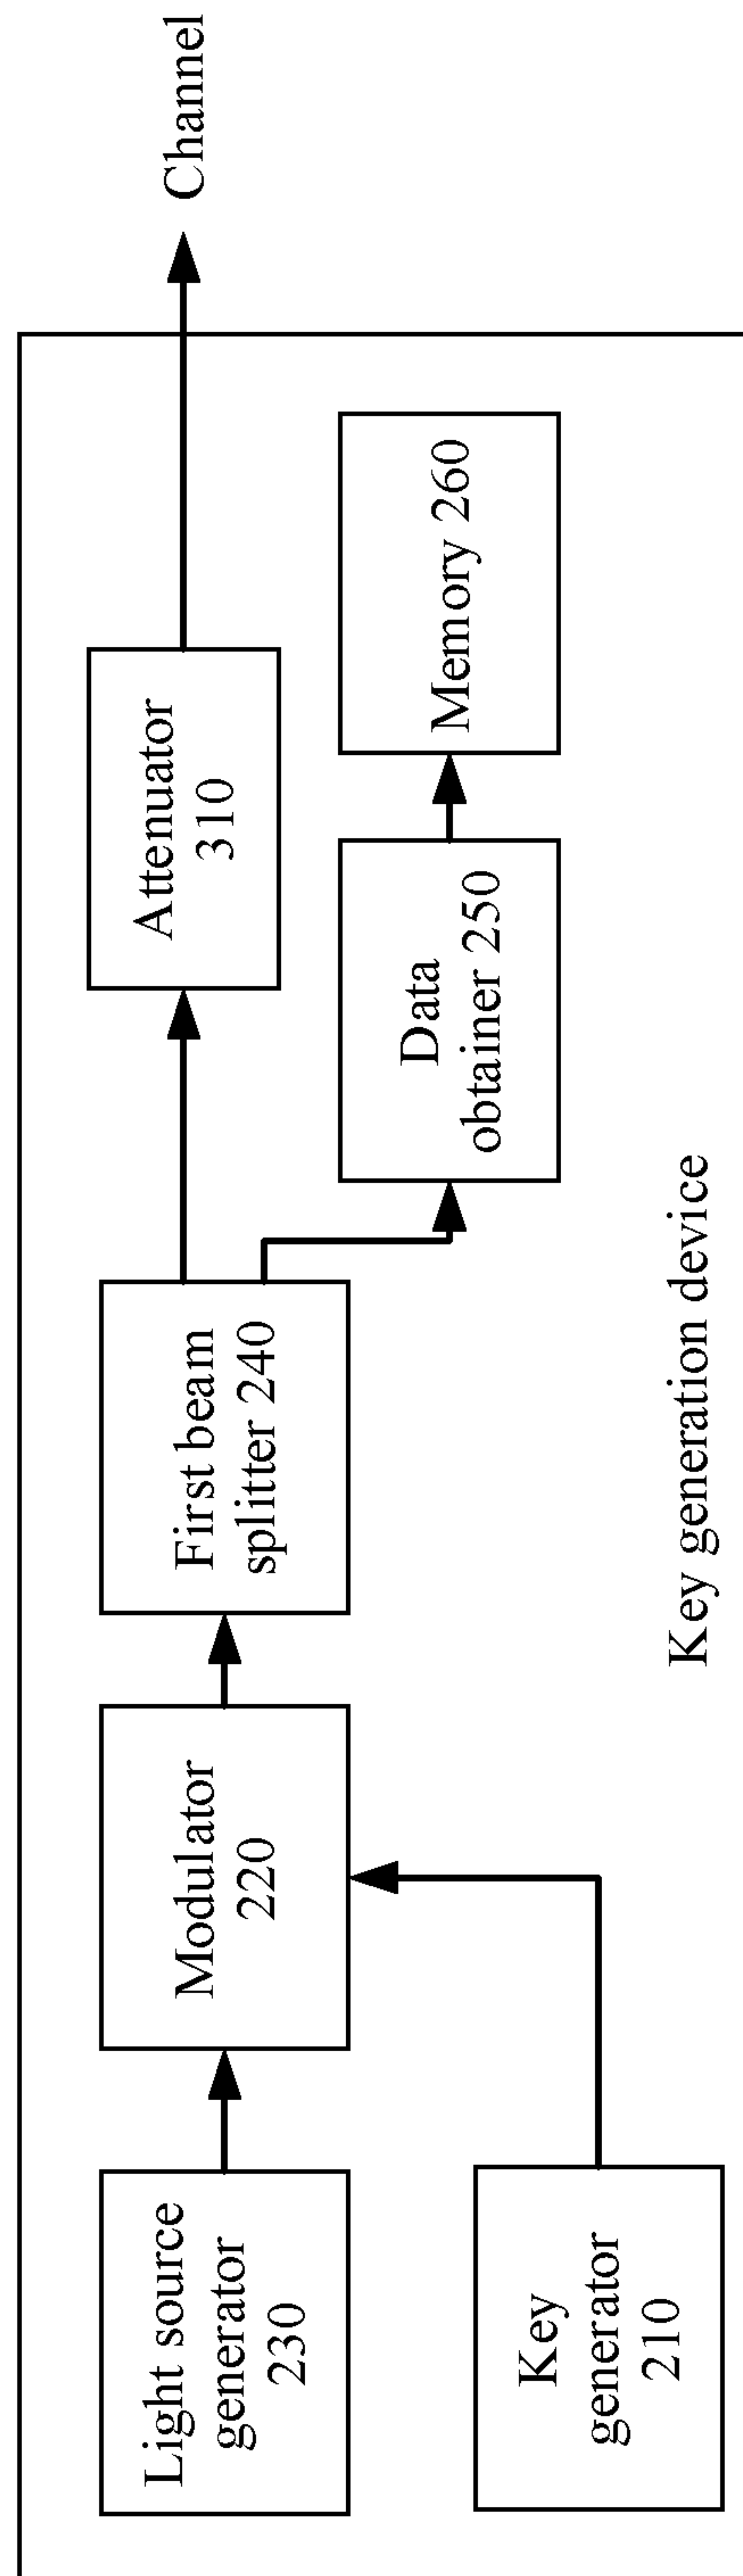 Light source
generator
230
Modulator
220
First beam
splitter 240
Attenuator
310
Channel
Key
generator
210
Data
obtainer 250
Memory 260
Key generation device